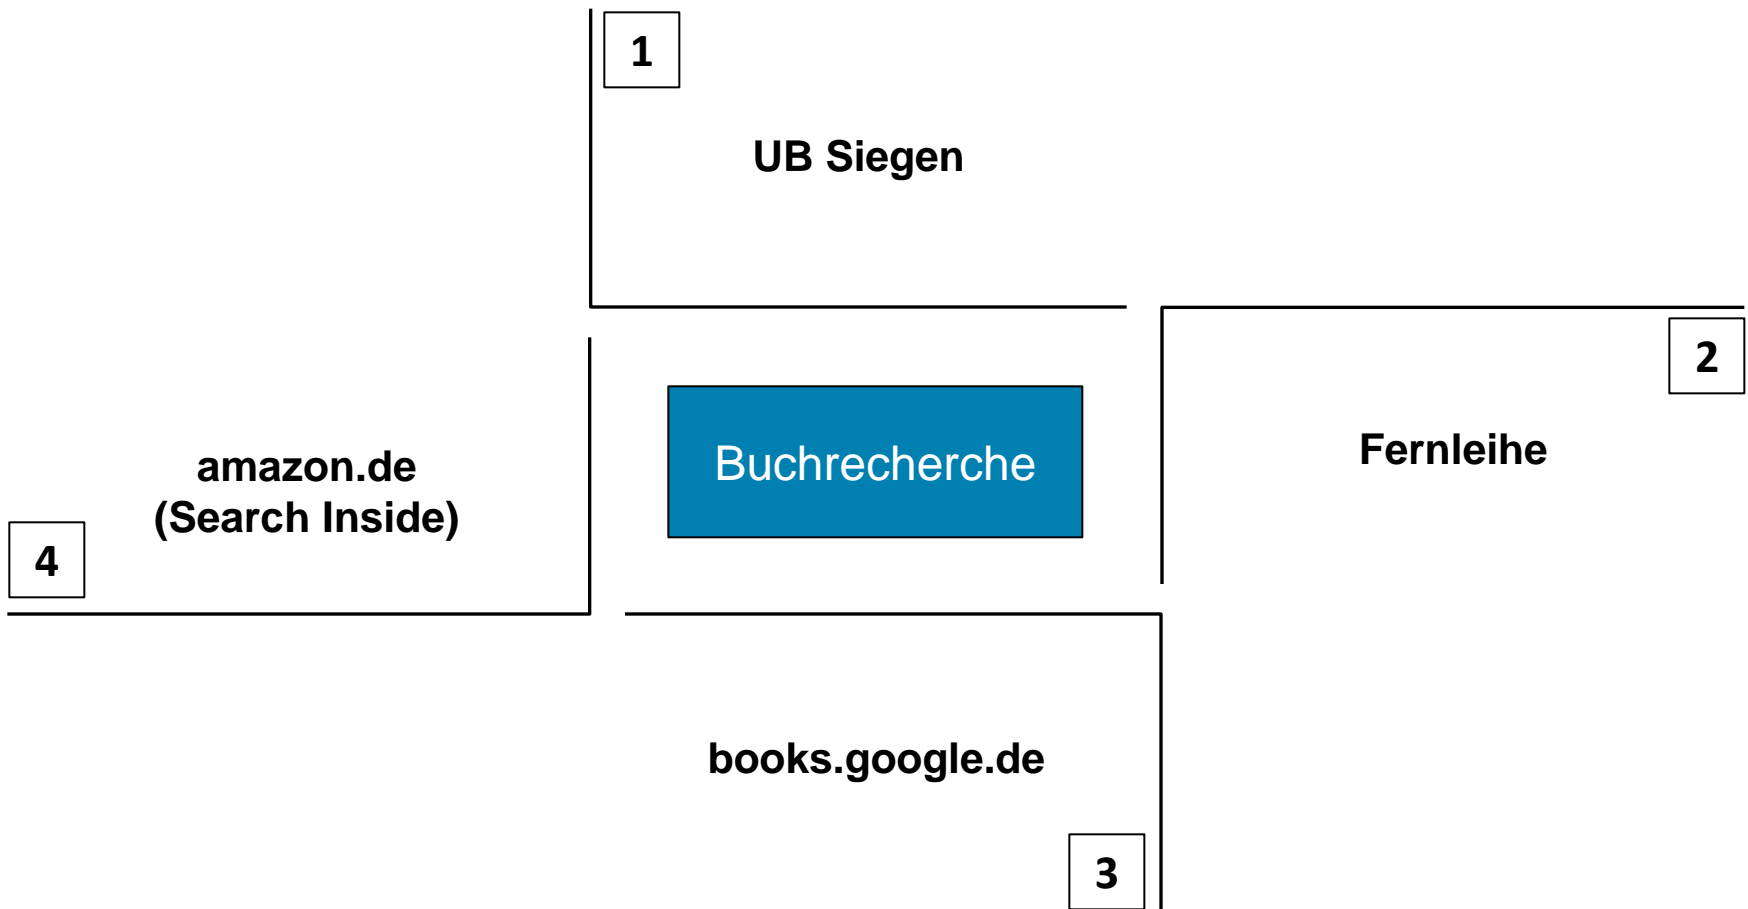 1
UB Siegen
2
Fernleihe
Buchrecherche
amazon.de
(Search Inside)
4
books.google.de
3